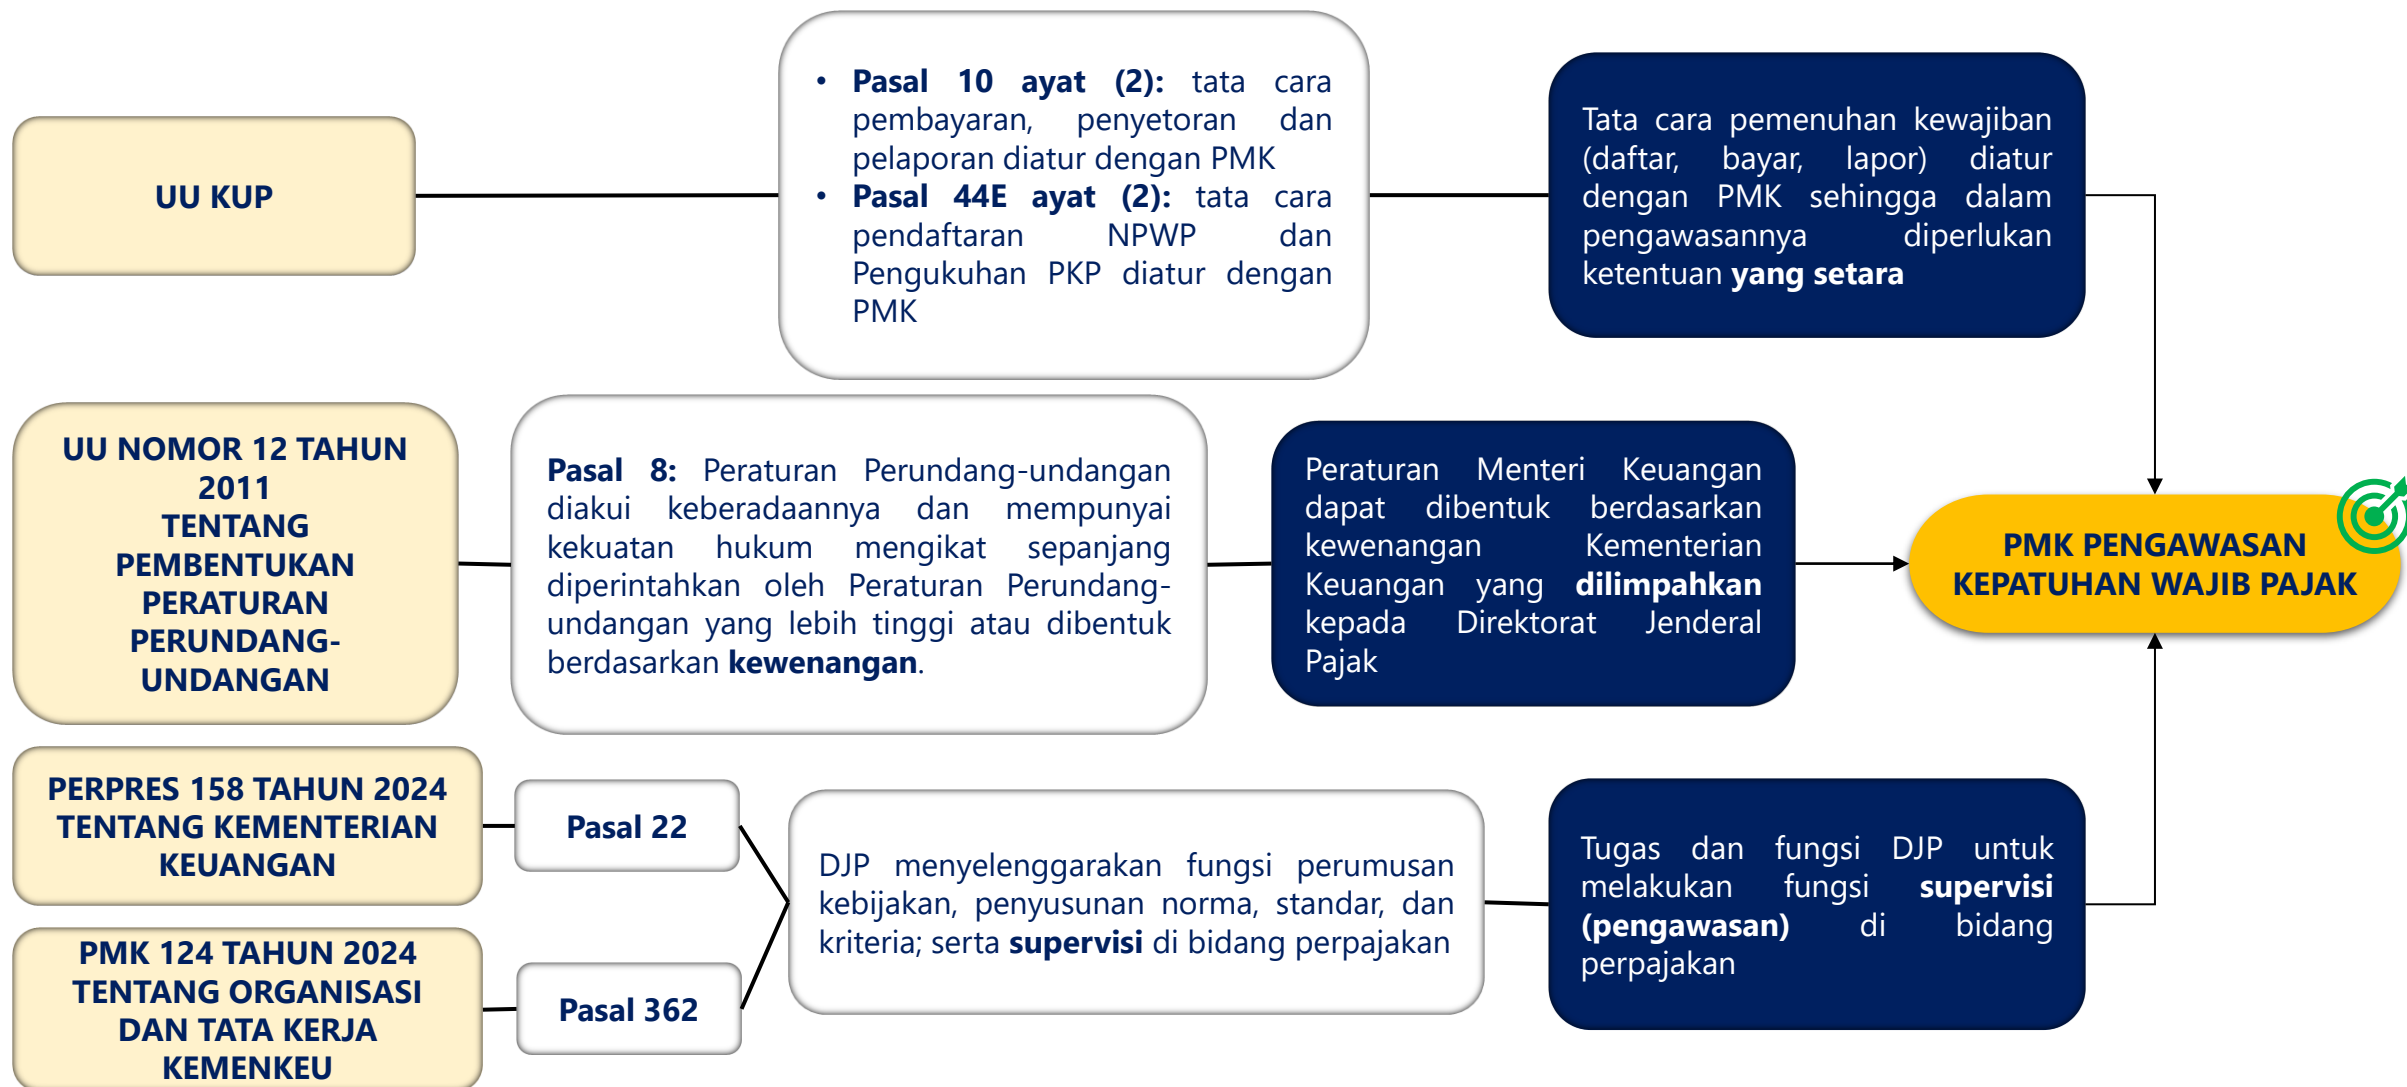 UU KUP
• Pasal 10 ayat (2): tata cara
pembayaran, penyetoran dan
pelaporan diatur dengan PMK
• Pasal 44E ayat (2): tata cara
pendaftaran NPWP dan
Pengukuhan PKP diatur dengan
PMK
Tata cara pemenuhan kewajiban
(daftar, bayar, lapor) diatur
dengan PMK sehingga dalam
pengawasannya diperlukan
ketentuan yang setara
UU NOMOR 12 TAHUN
2011
TENTANG
PEMBENTUKAN
PERATURAN
PERUNDANG-
UNDANGAN
Pasal 8: Peraturan Perundang-undangan
diakui keberadaannya dan mempunyai
kekuatan hukum mengikat sepanjang
diperintahkan oleh Peraturan Perundang-
undangan yang lebih tinggi atau dibentuk
berdasarkan kewenangan.
Peraturan Menteri Keuangan
dapat dibentuk berdasarkan
kewenangan Kementerian
Keuangan yang dilimpahkan
kepada Direktorat Jenderal
Pajak
PMK PENGAWASAN
KEPATUHAN WAJIB PAJAK
PERPRES 158 TAHUN 2024
TENTANG KEMENTERIAN
KEUANGAN
Pasal 22
PMK 124 TAHUN 2024
TENTANG ORGANISASI
DAN TATA KERJA
KEMENKEU
Pasal 362
DJP menyelenggarakan fungsi perumusan
kebijakan, penyusunan norma, standar, dan
kriteria; serta supervisi di bidang perpajakan
Tugas dan fungsi DJP untuk
melakukan fungsi supervisi
(pengawasan) di bidang
perpajakan